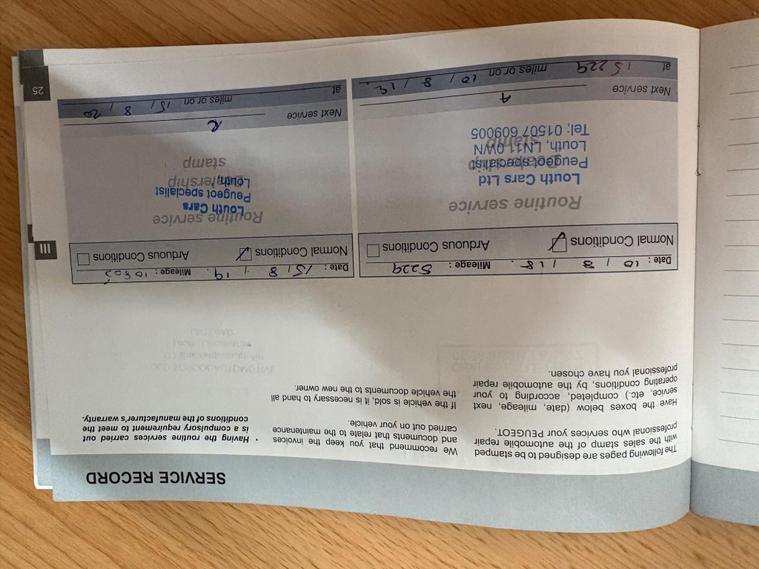 SERVICE RECORD
The following pages are designed to be stamped
with the sales stamp of the automobile repair
professional who services your PEUGEOT.
Have the boxes below (date, mileage, next
service, etc.) completed, according to your
operating conditions, by the automobile repair
professional you have chosen.
We recommend that you keep the invoices
and documents that relate to the maintenance
carried out on your vehicle.
If the vehicle is sold, it is necessary to hand all
the vehicle documents to the new owner.
• Having the routine services carried out
is a compulsory requirement to meet the
conditions of the manufacturer's warranty.
Date : 10 / 8 / 18. Mileage : 5229
Normal Conditions Arduous Conditions
Routine service
Louth Cars Ltd
Peugeot specialist
Louth, LN11 0WN
Tel; 01507 609005
stamp
Next service A
at 15229 miles or on 10 / 8 / 19
Date : 15 / 8 / 19. Mileage :
Normal Conditions Arduous Conditions
Routine service
Louth Cars
Peugeot specialist
Louth,
Dealership
stamp
Next service
at miles or on 15 / 8 / 20
III
25